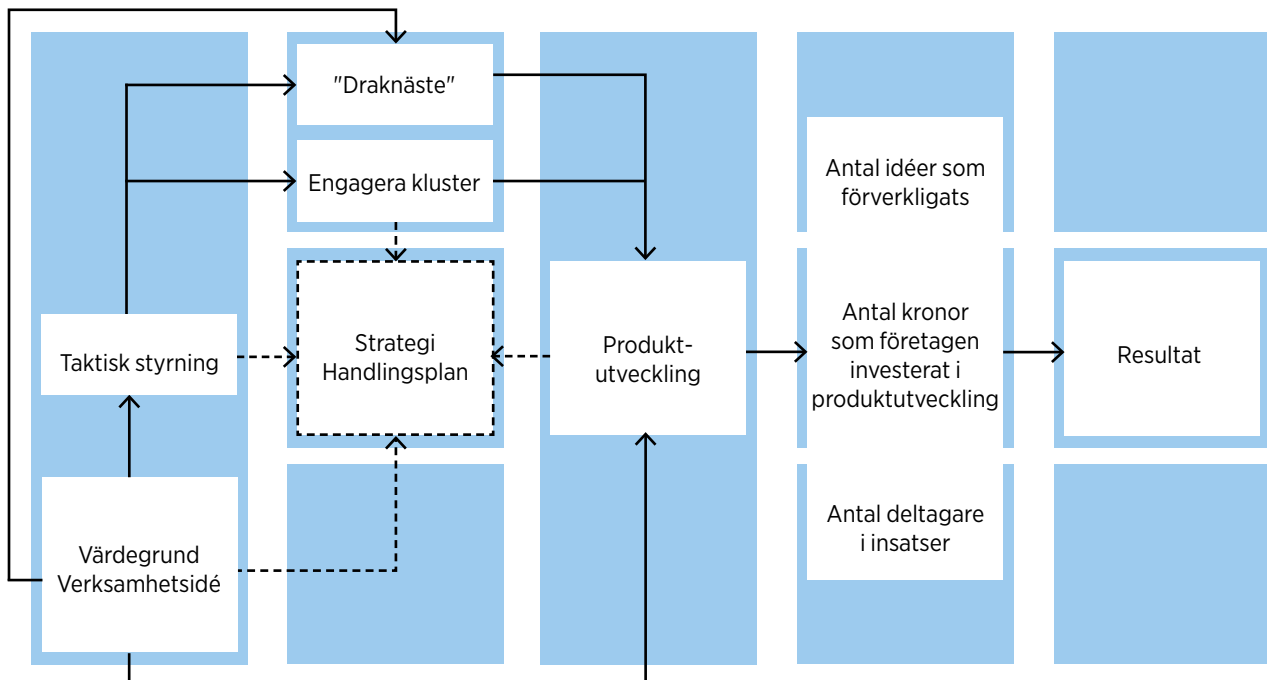 "Draknäste"
Engagera kluster
Taktisk styrning
Värdegrund
Verksamhetsidé
Strategi
Handlingsplan
Produkt-
utveckling
Antal idéer som
förverkligats
Antal kronor
som företagen
investerat i
produktutveckling
Antal deltagare
i insatser
Resultat